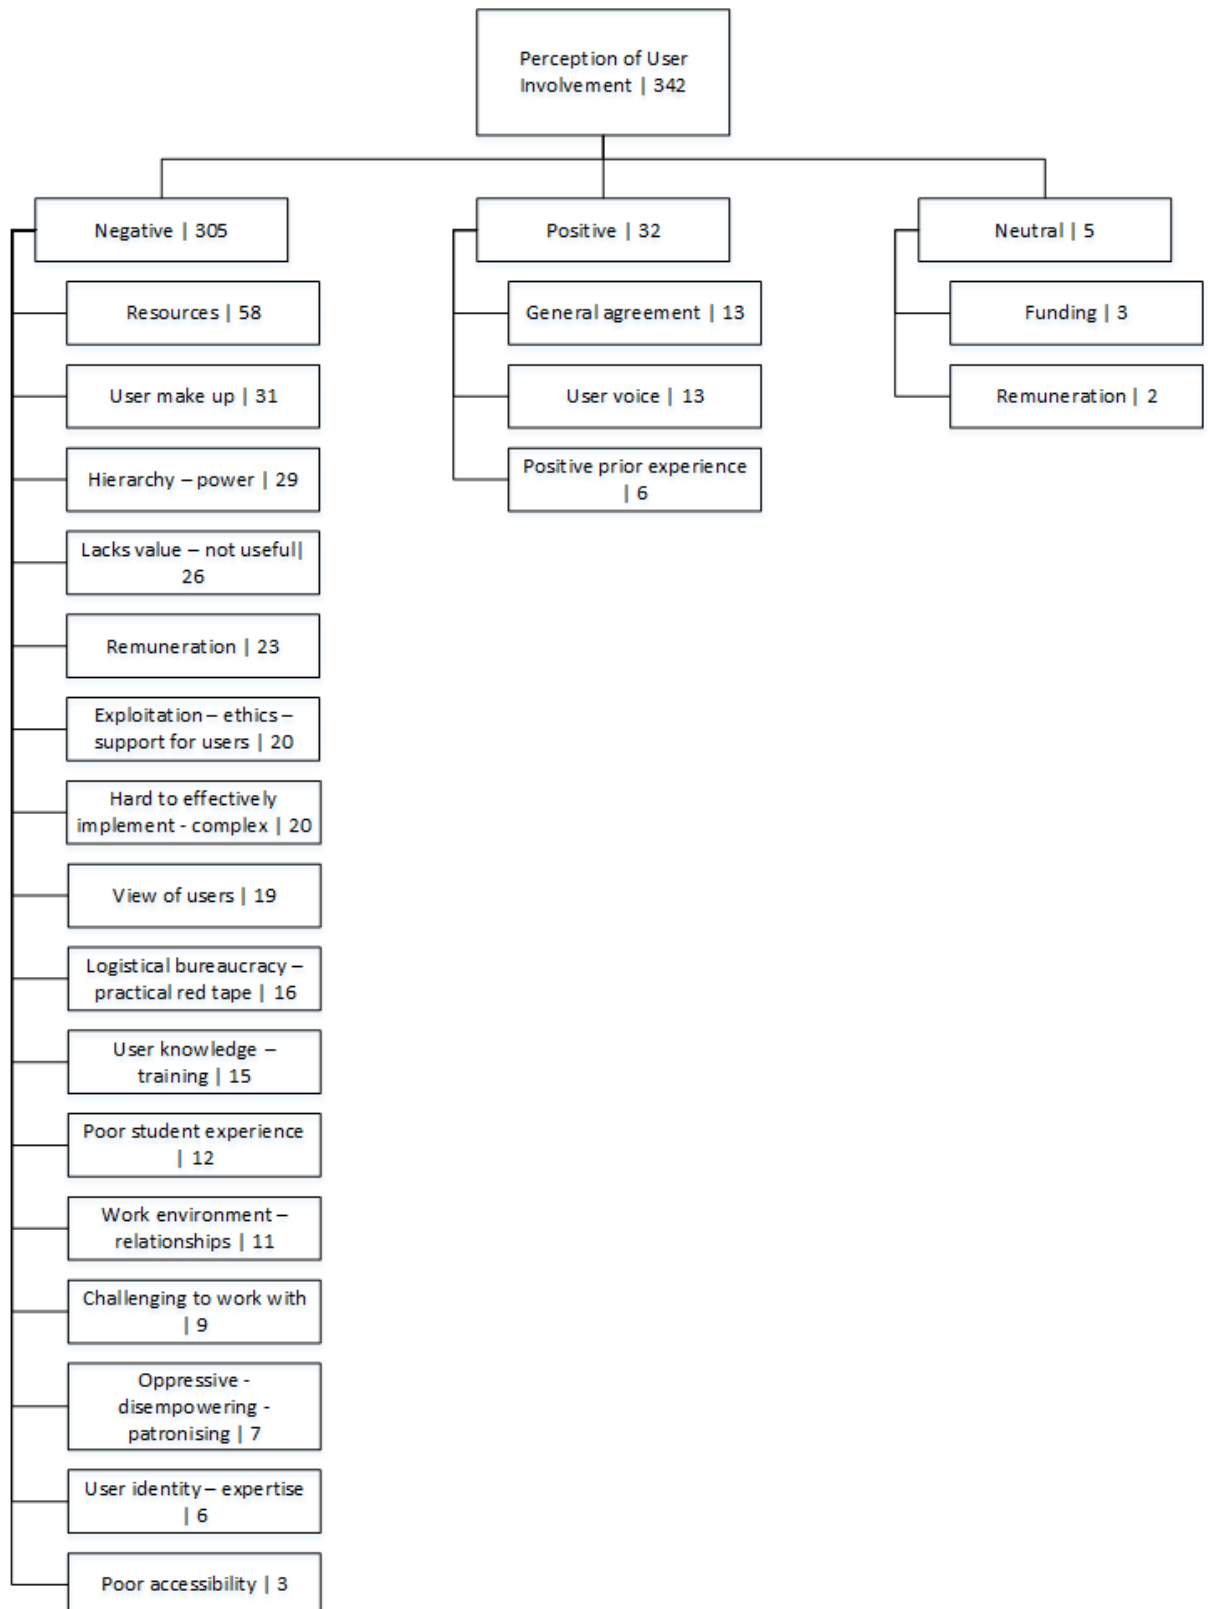 Perception of User
Involvement | 342
Negative | 305
Resources | 58
User make up | 31
Hierarchy – power | 29
Lacks value – not useful|
26
Remuneration | 23
Exploitation – ethics –
support for users | 20
Hard to effectively
implement - complex | 20
View of users | 19
Logistical bureaucracy –
practical red tape | 16
User knowledge –
training | 15
Poor student experience
| 12
Work environment –
relationships | 11
Challenging to work with
| 9
Oppressive -
disempowering -
patronising | 7
User identity – expertise
| 6
Poor accessibility | 3
Positive | 32
General agreement | 13
User voice | 13
Positive prior experience
| 6
Neutral | 5
Funding | 3
Remuneration | 2